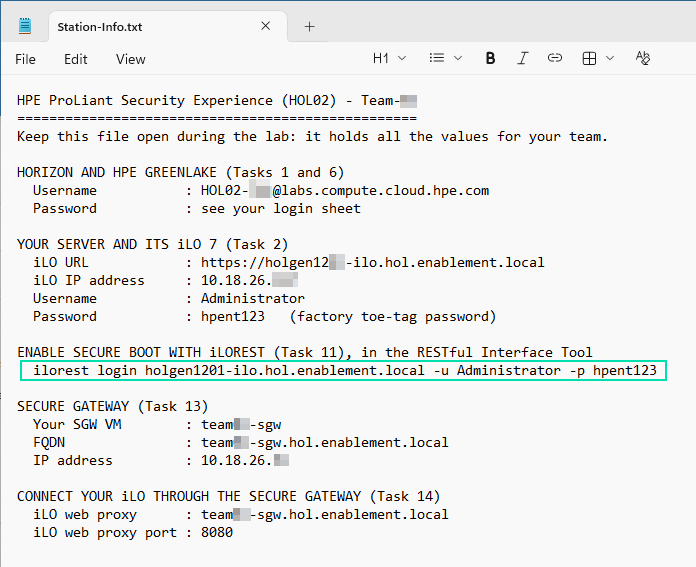 Station-Info.txt
File Edit View H1 B I
HPE ProLiant Security Experience (HOL02) - Team-
==================================================
Keep this file open during the lab: it holds all the values for your team.
HORIZON AND HPE GREENLAKE (Tasks 1 and 6)
Username : HOL02-@labs.compute.cloud.hpe.com
Password : see your login sheet
YOUR SERVER AND ITS iLO 7 (Task 2)
iLO URL : https://holgen12-ilo.hol.enablement.local
iLO IP address : 10.18.26.
Username : Administrator
Password : hpent123 (factory toe-tag password)
ENABLE SECURE BOOT WITH iLOREST (Task 11), in the RESTful Interface Tool
ilorest login holgen1201-ilo.hol.enablement.local -u Administrator -p hpent123
SECURE GATEWAY (Task 13)
Your SGW VM : team-sgw
FQDN : team-sgw.hol.enablement.local
IP address : 10.18.26.
CONNECT YOUR iLO THROUGH THE SECURE GATEWAY (Task 14)
iLO web proxy : team-sgw.hol.enablement.local
iLO web proxy port : 8080